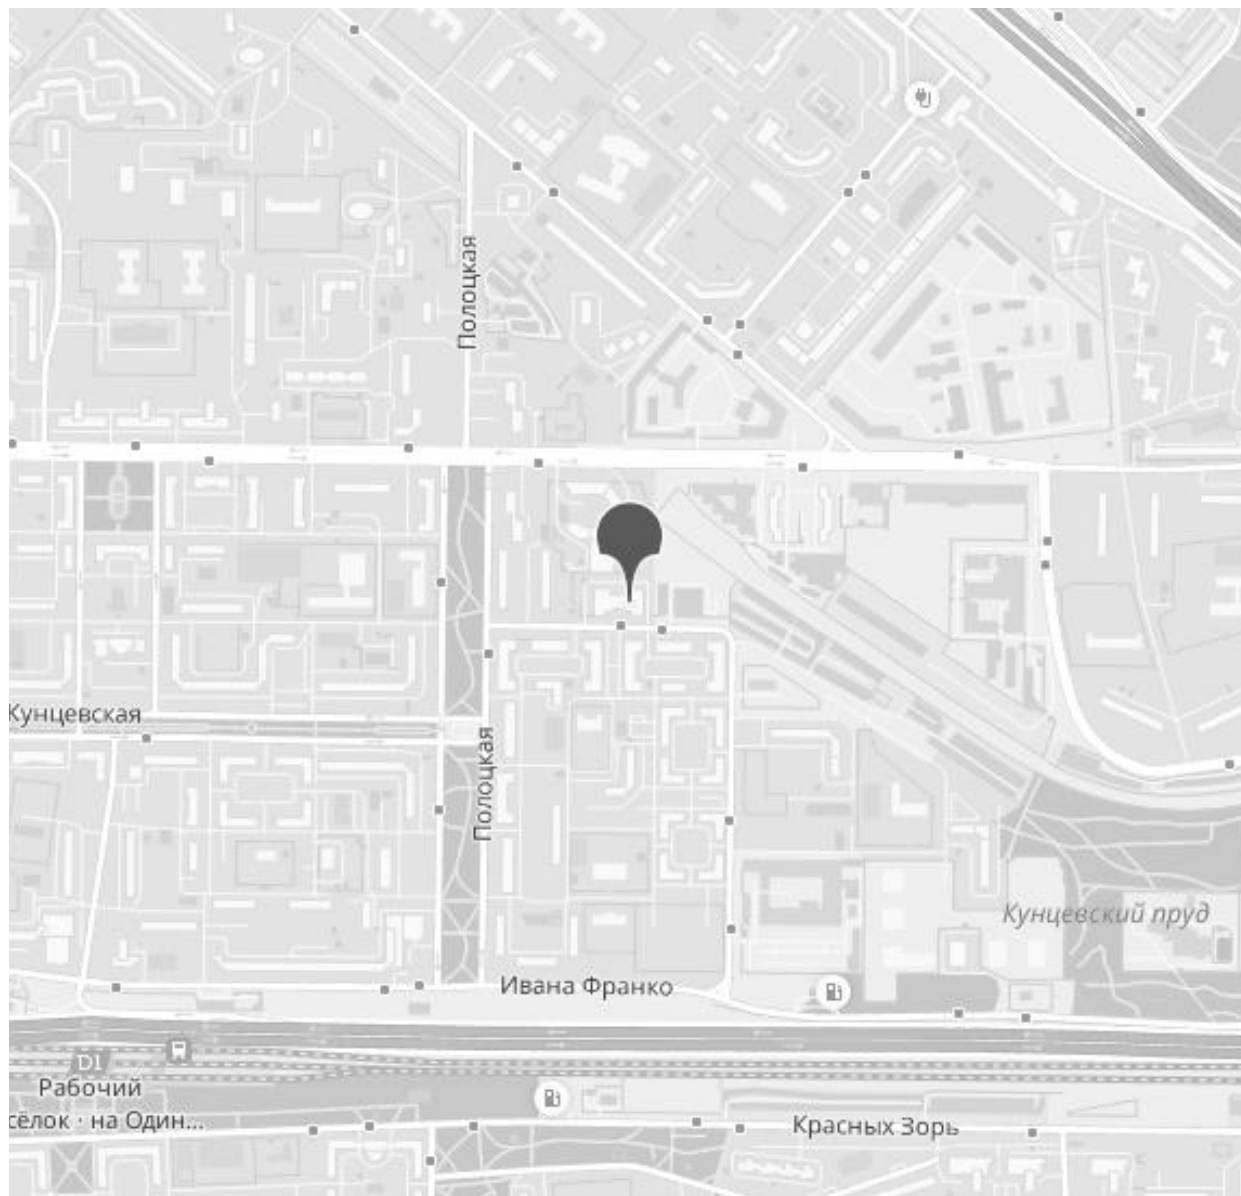 Полоцкая
Кунцевская
Полоцкая
Кунцевский пруд
Ивана Франко
D1
Рабочий
сёлок · на Один...
Красных Зорь